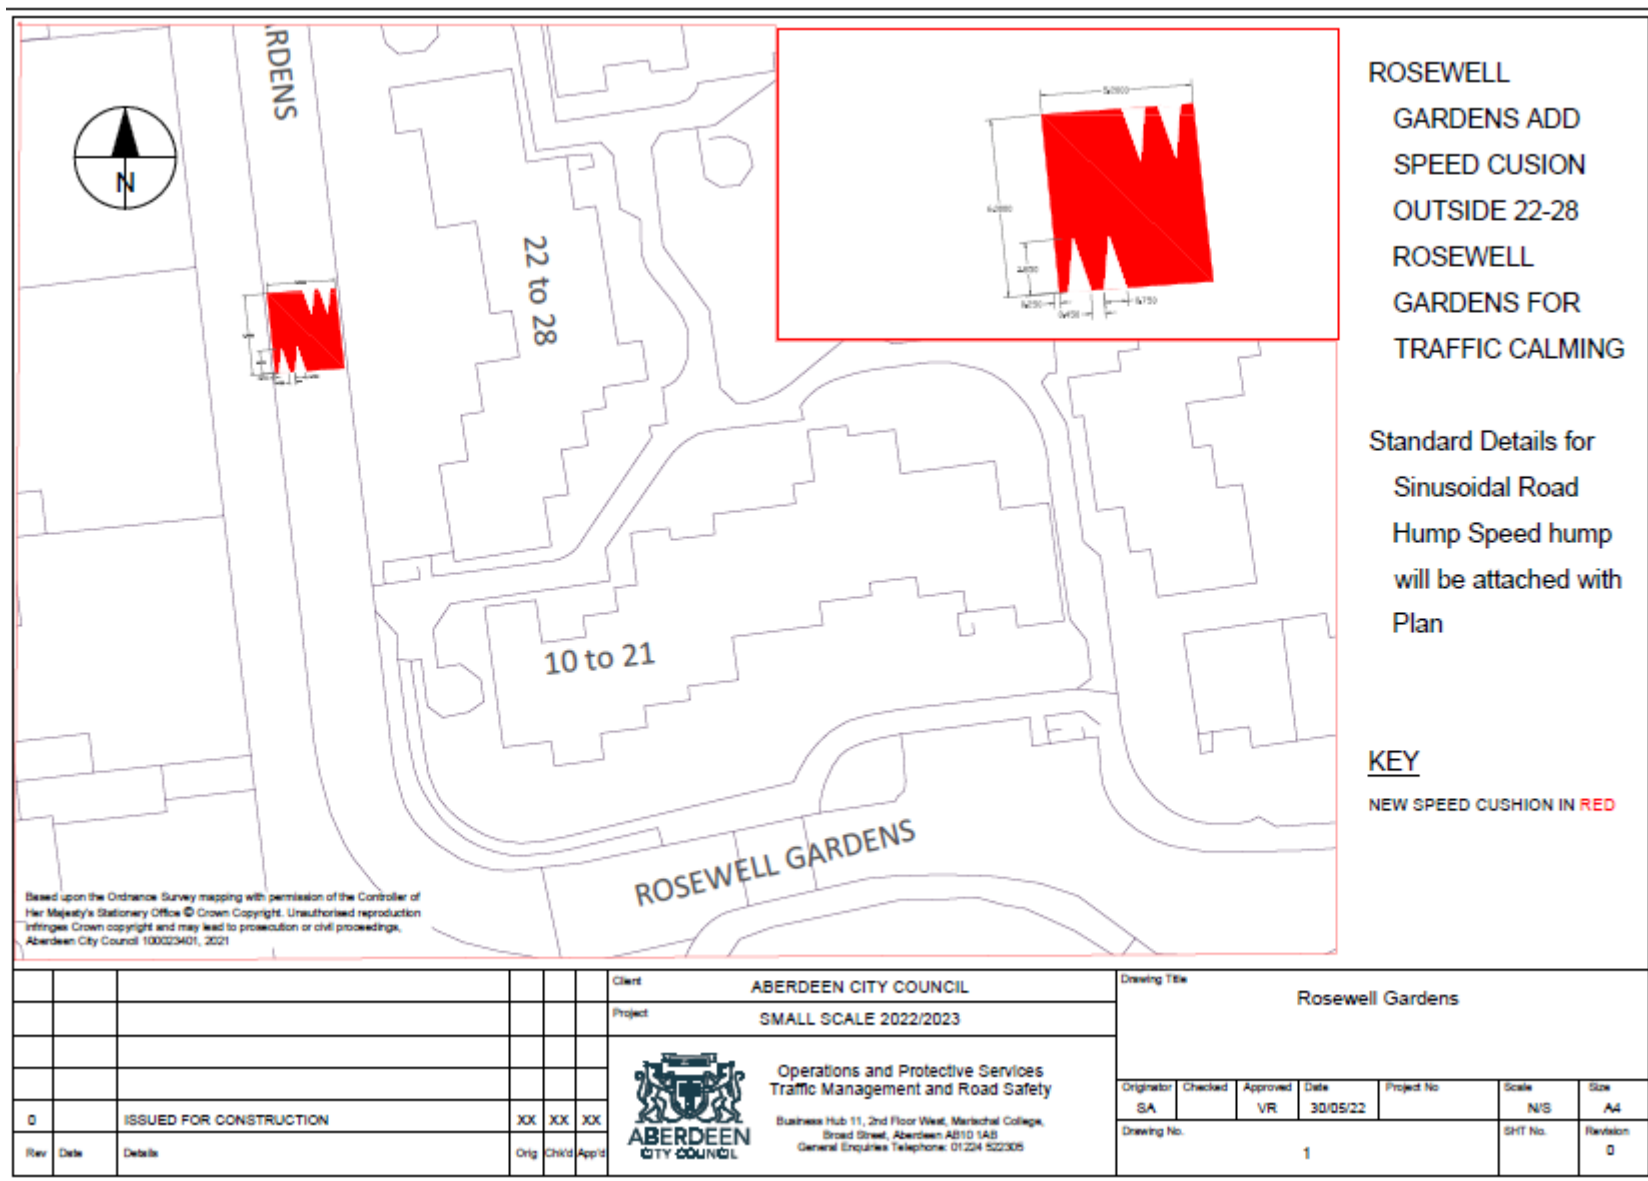 ARDENS
N
22 to 28
10 to 21
ROSEWELL GARDENS
ROSEWELL
GARDENS ADD
SPEED CUSION
OUTSIDE 22-28
ROSEWELL
GARDENS FOR
TRAFFIC CALMING
Standard Details for
Sinusoidal Road
Hump Speed hump
will be attached with
Plan
KEY
NEW SPEED CUSHION IN RED
Based upon the Ordnance Survey mapping with permission of the Controller of
Her Majesty's Stationery Office © Crown Copyright. Unauthorised reproduction
infringes Crown copyright and may lead to prosecution or civil proceedings,
Aberdeen City Council 100023401, 2021
Client
ABERDEEN CITY COUNCIL
Project
SMALL SCALE 2022/2023
Operations and Protective Services
Traffic Management and Road Safety
Business Hub 11, 2nd Floor West, Marischal College,
Broad Street, Aberdeen AB10 1AB
General Enquiries Telephone: 01224 522305
ABERDEEN
CITY COUNCIL
0 ISSUED FOR CONSTRUCTION XX XX XX
Rev Date Details Orig Chk'd App'd
Drawing Title
Rosewell Gardens
Originator Checked Approved Date Project No Scale Size
SA VR 30/05/22 N/S A4
Drawing No. SHT No. Revision
1 0